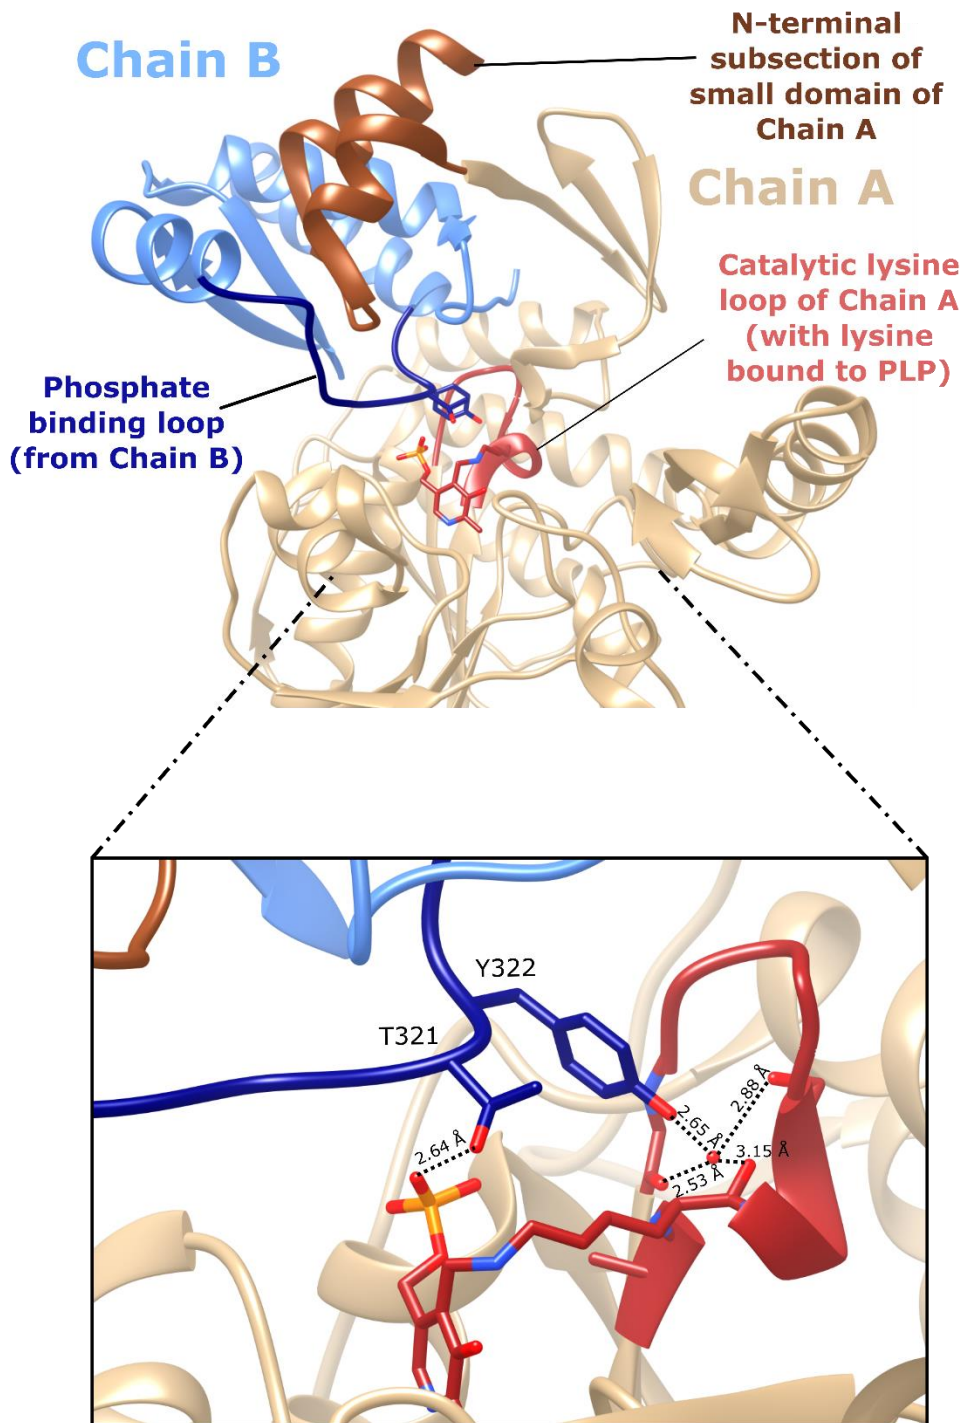 Chain B
N-terminal
subsection of
small domain of
Chain A
Chain A
Catalytic lysine
loop of Chain A
(with lysine
bound to PLP)
Phosphate
binding loop
(from Chain B)
Y322
T321
2.64 Å
2.65 Å
2.88 Å
3.15 Å
2.53 Å